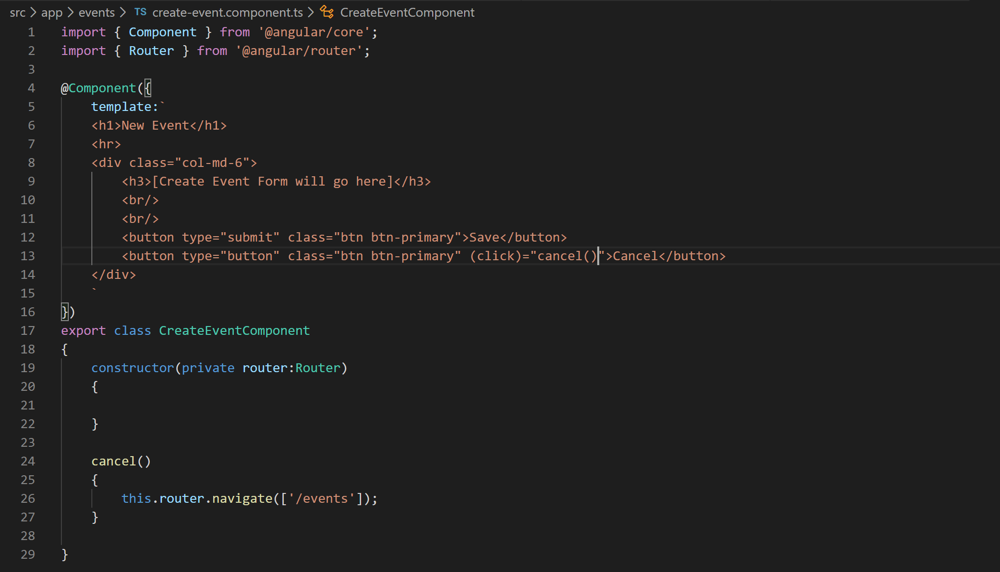 src > app > events > TS create-event.component.ts > CreateEventComponent
1 import { Component } from '@angular/core';
2 import { Router } from '@angular/router';
3
4 @Component({
5     template:`
6     <h1>New Event</h1>
7     <hr>
8     <div class="col-md-6">
9         <h3>[Create Event Form will go here]</h3>
10         <br/>
11         <br/>
12         <button type="submit" class="btn btn-primary">Save</button>
13         <button type="button" class="btn btn-primary" (click)="cancel()">Cancel</button>
14     </div>
15     `
16 })
17 export class CreateEventComponent
18 {
19     constructor(private router:Router)
20     {
21
22     }
23
24     cancel()
25     {
26         this.router.navigate(['/events']);
27     }
28
29 }